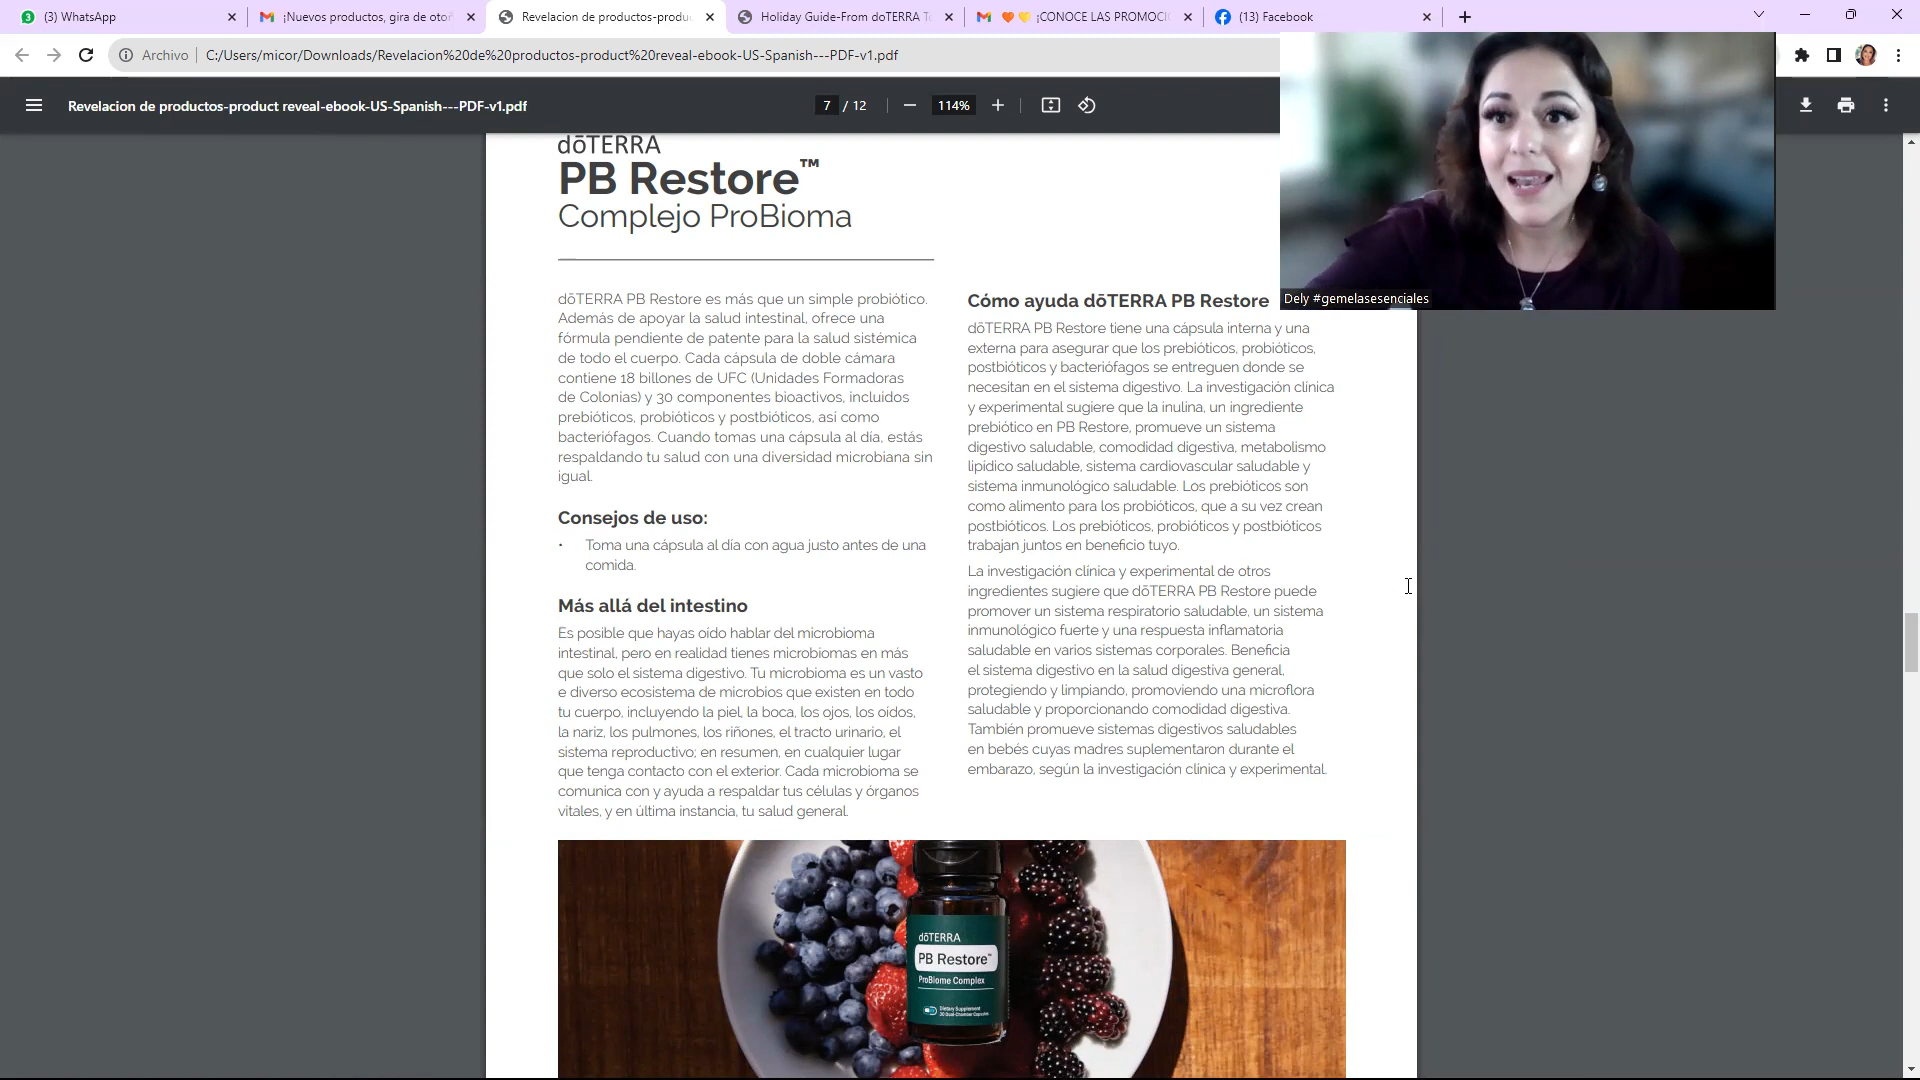 (3) WhatsApp
¡Nuevos productos, gira de otoñ
Revelacion de productos-produ
Holiday Guide-From doTERRA To
🧡 💛 ¡CONOCE LAS PROMOCI
(13) Facebook
Archivo
C:/Users/micor/Downloads/Revelacion%20de%20productos-product%20reveal-ebook-US-Spanish---PDF-v1.pdf
Revelacion de productos-product reveal-ebook-US-Spanish---PDF-v1.pdf
7 / 12
114%
dōTERRA
PB Restore™
Complejo ProBioma
dōTERRA PB Restore es más que un simple probiótico.
Además de apoyar la salud intestinal, ofrece una
fórmula pendiente de patente para la salud sistémica
de todo el cuerpo. Cada cápsula de doble cámara
contiene 18 billones de UFC (Unidades Formadoras
de Colonias) y 30 componentes bioactivos, incluidos
prebióticos, probióticos y postbióticos, así como
bacteriófagos. Cuando tomas una cápsula al día, estás
respaldando tu salud con una diversidad microbiana sin
igual.
Consejos de uso:
• Toma una cápsula al día con agua justo antes de una
comida.
Más allá del intestino
Es posible que hayas oído hablar del microbioma
intestinal, pero en realidad tienes microbiomas en más
que solo el sistema digestivo. Tu microbioma es un vasto
e diverso ecosistema de microbios que existen en todo
tu cuerpo, incluyendo la piel, la boca, los ojos, los oídos,
la nariz, los pulmones, los riñones, el tracto urinario, el
sistema reproductivo; en resumen, en cualquier lugar
que tenga contacto con el exterior. Cada microbioma se
comunica con y ayuda a respaldar tus células y órganos
vitales, y en última instancia, tu salud general.
Cómo ayuda dōTERRA PB Restore
dōTERRA PB Restore tiene una cápsula interna y una
externa para asegurar que los prebióticos, probióticos,
postbióticos y bacteriófagos se entreguen donde se
necesitan en el sistema digestivo. La investigación clínica
y experimental sugiere que la inulina, un ingrediente
prebiótico en PB Restore, promueve un sistema
digestivo saludable, comodidad digestiva, metabolismo
lipídico saludable, sistema cardiovascular saludable y
sistema inmunológico saludable. Los prebióticos son
como alimento para los probióticos, que a su vez crean
postbióticos. Los prebióticos, probióticos y postbióticos
trabajan juntos en beneficio tuyo.
La investigación clínica y experimental de otros
ingredientes sugiere que dōTERRA PB Restore puede
promover un sistema respiratorio saludable, un sistema
inmunológico fuerte y una respuesta inflamatoria
saludable en varios sistemas corporales. Beneficia
el sistema digestivo en la salud digestiva general,
protegiendo y limpiando, promoviendo una microflora
saludable y proporcionando comodidad digestiva.
También promueve sistemas digestivos saludables
en bebés cuyas madres suplementaron durante el
embarazo, según la investigación clínica y experimental.
Dely #gemelasesenciales
dōTERRA
PB Restore™
ProBiome Complex
Dietary Supplement
30 Dual-Chamber Capsules